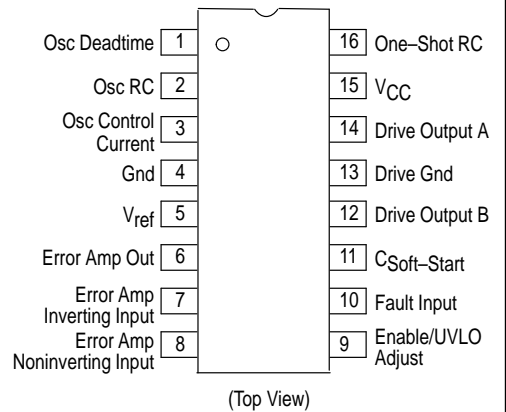 Osc Deadtime 1
Osc RC 2
Osc Control
Current 3
Gnd 4
Vref 5
Error Amp Out 6
Error Amp
Inverting Input 7
Error Amp
Noninverting Input 8
16 One–Shot RC
15 VCC
14 Drive Output A
13 Drive Gnd
12 Drive Output B
11 CSoft–Start
10 Fault Input
9 Enable/UVLO
Adjust
(Top View)